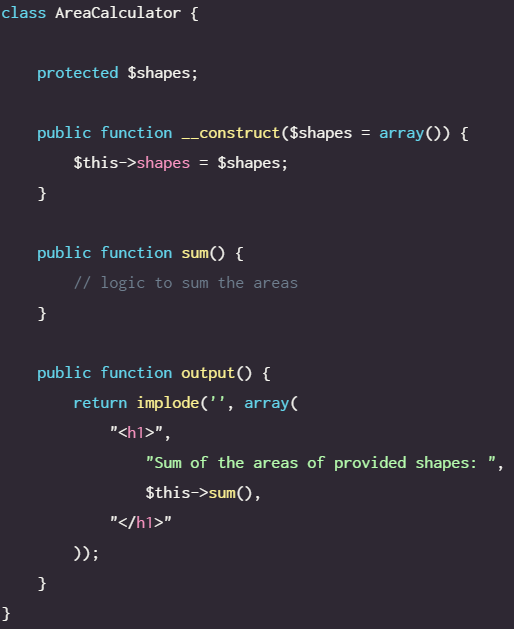 class AreaCalculator {
protected $shapes;
public function __construct($shapes = array()) {
$this->shapes = $shapes;
}
public function sum() {
// logic to sum the areas
}
public function output() {
return implode('', array(
"<h1>",
"Sum of the areas of provided shapes: ",
$this->sum(),
"</h1>"
));
}
}